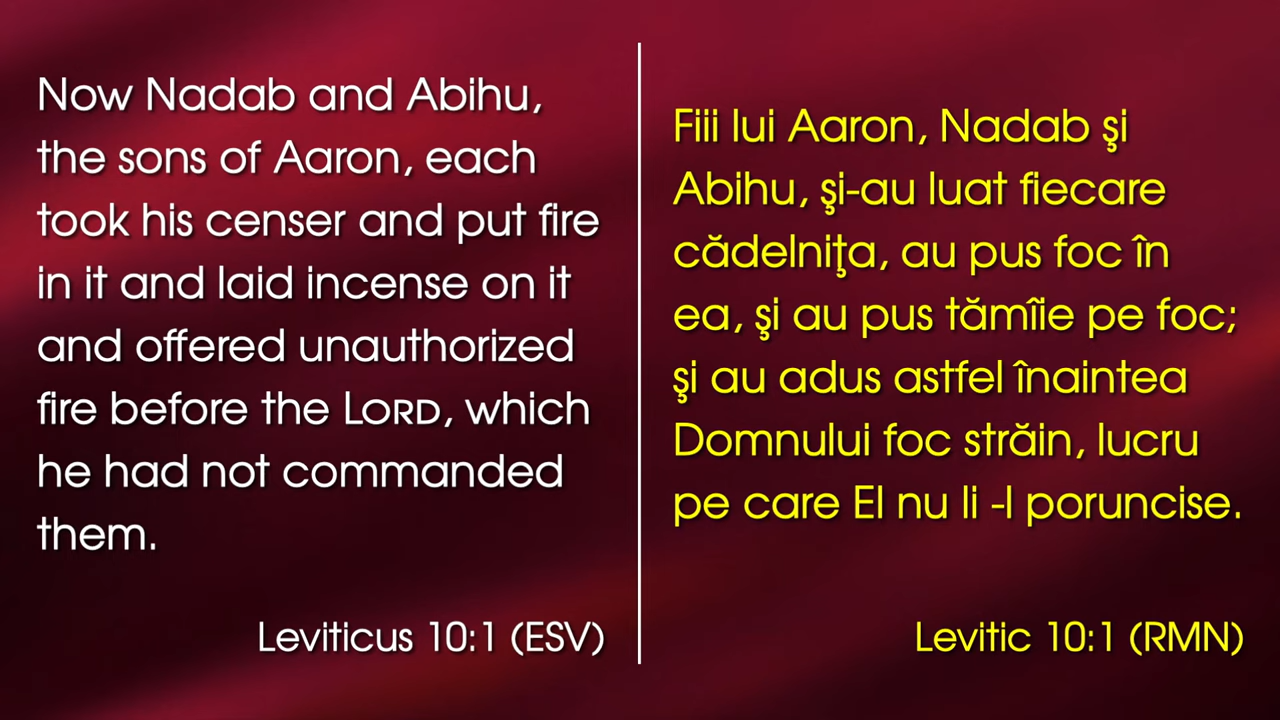 Now Nadab and Abihu,
the sons of Aaron, each
took his censer and put fire
in it and laid incense on it
and offered unauthorized
fire before the LORD, which
he had not commanded
them.
Leviticus 10:1 (ESV)
Fiii lui Aaron, Nadab şi
Abihu, şi-au luat fiecare
cădelniţa, au pus foc în
ea, şi au pus tămîie pe foc;
şi au adus astfel înaintea
Domnului foc străin, lucru
pe care El nu li -l poruncise.
Levitic 10:1 (RMN)